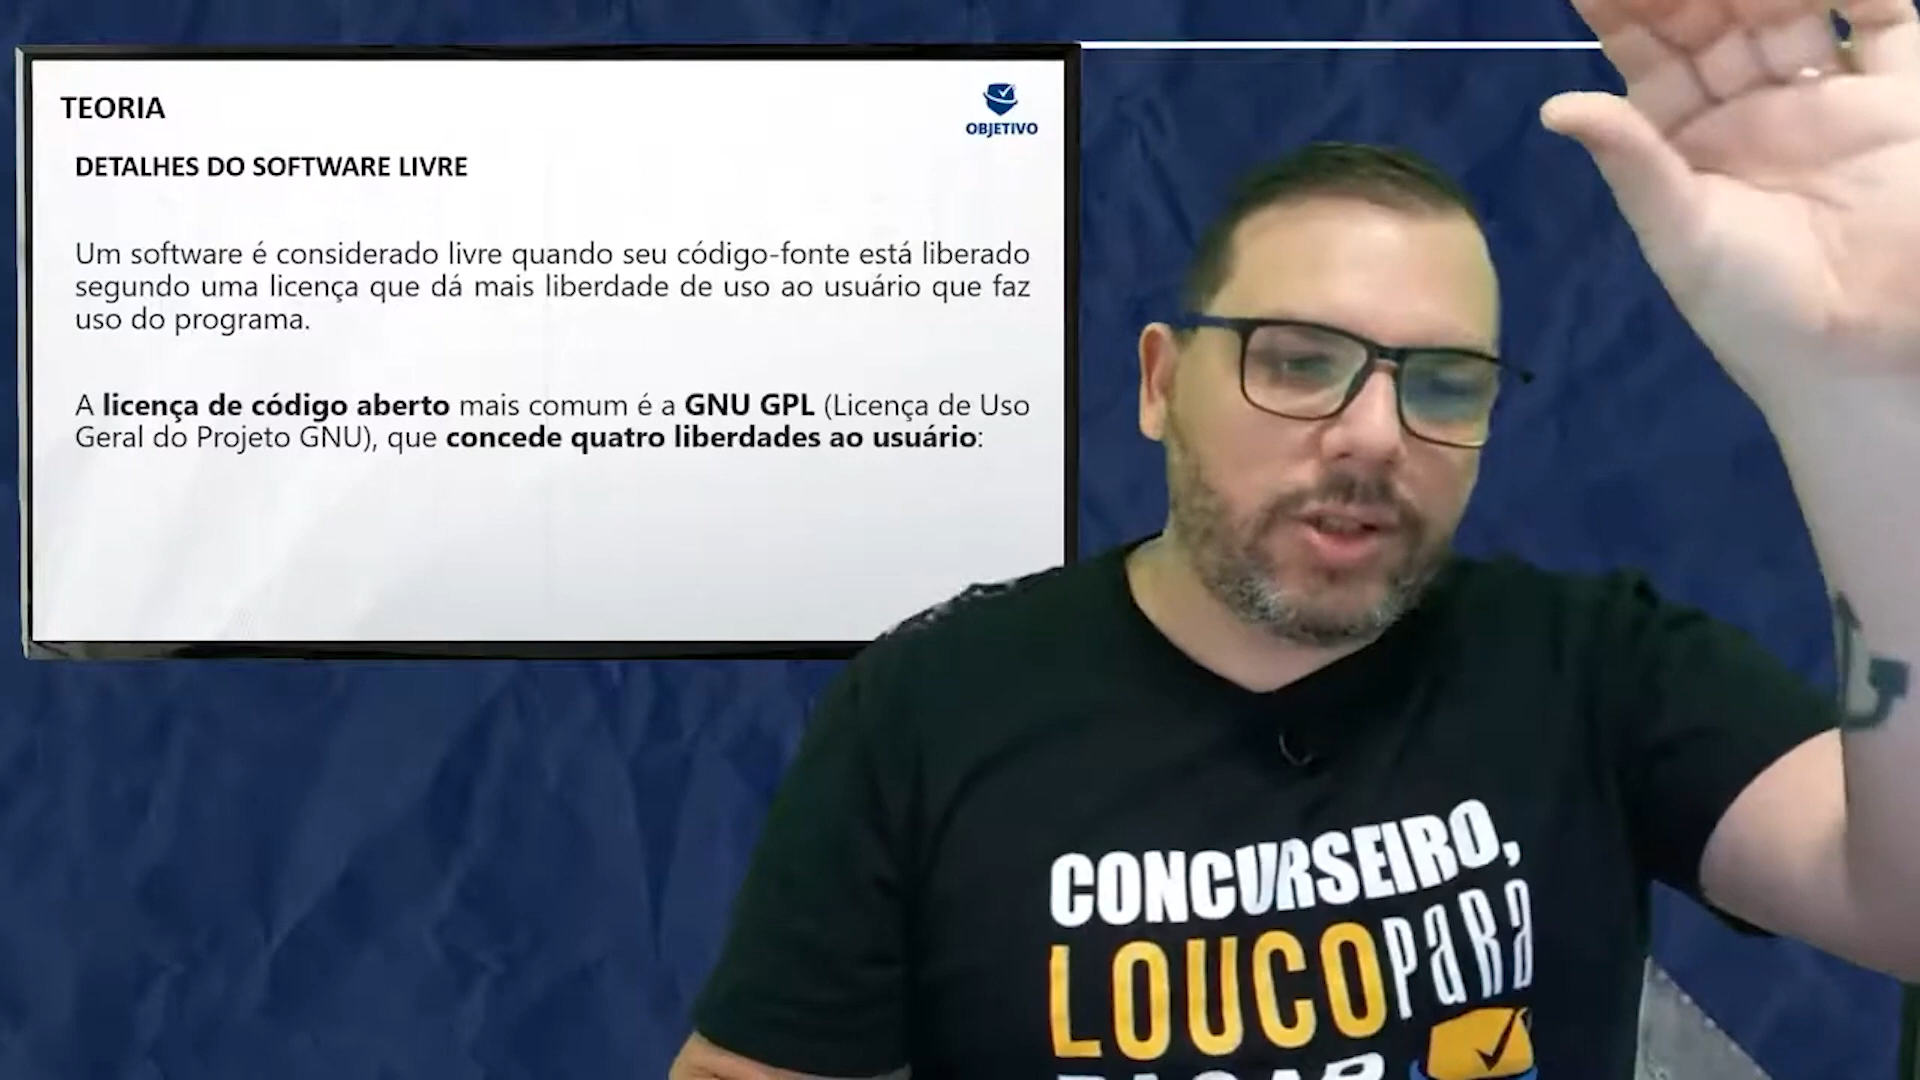 TEORIA
OBJETIVO
DETALHES DO SOFTWARE LIVRE
Um software é considerado livre quando seu código-fonte está liberado
segundo uma licença que dá mais liberdade de uso ao usuário que faz
uso do programa.
A licença de código aberto mais comum é a GNU GPL (Licença de Uso
Geral do Projeto GNU), que concede quatro liberdades ao usuário:
CONCURSEIRO,
LOUCO PARA